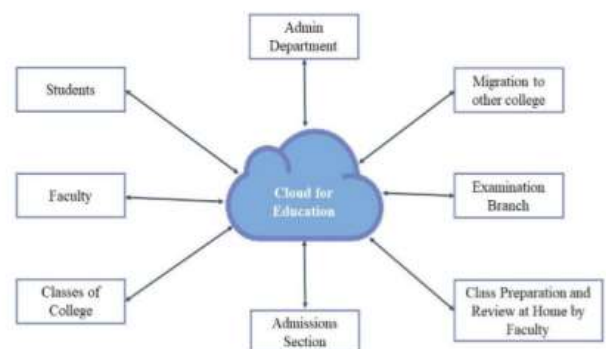 Admin
Department
Students
Migration to
other college
Faculty
Cloud for
Education
Examination
Branch
Classes of
College
Admissions
Section
Class Preparation and
Review at Home by
Faculty